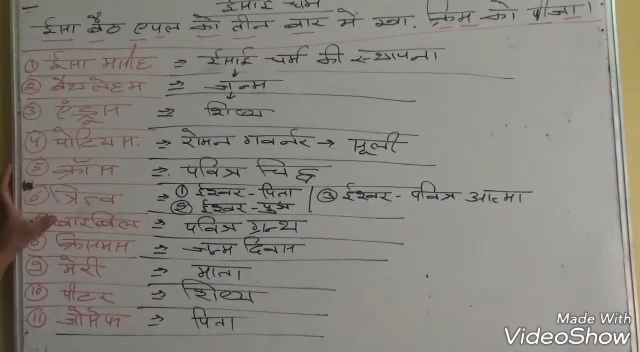 ईसाई धर्म
ईसा बैठ एपल को तीन बार में खा. क्रिम को पीजा।
① ईसा मसीह ⇒ ईसाई धर्म की स्थापना
② बैथलेहम ⇒ जन्म
③ एंड्रूस ⇒ शिष्य
④ पोंटियस ⇒ रोमन गवर्नर → सूली
⑤ क्रॉस ⇒ पवित्र चिह्न
⑥ त्रित्व ⇒ ① ईश्वर-पिता / ③ ईश्वर-पवित्र आत्मा
② ईश्वर-पुत्र
बाइबिल ⇒ पवित्र ग्रन्थ
⑧ क्रिसमस ⇒ जन्म दिवस
⑨ मेरी ⇒ माता
⑩ पीटर ⇒ शिष्य
⑪ जोसेफ ⇒ पिता
Made With
VideoShow